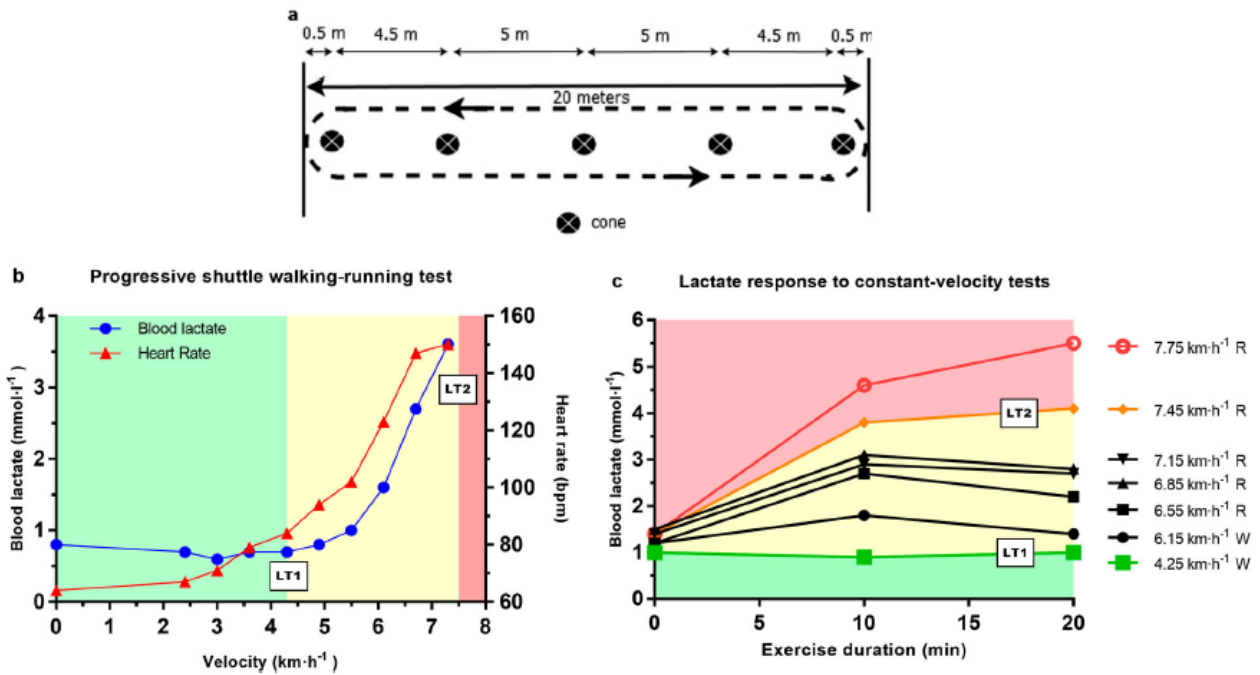 a
0.5 m 4.5 m 5 m 5 m 4.5 m 0.5 m
20 meters
cone
b Progressive shuttle walking-running test
Blood lactate
Heart Rate
LT1
LT2
Blood lactate (mmol·l⁻¹)
4
3
2
1
0
160
140
120
100
80
60
Heart rate (bpm)
0 1 2 3 4 5 6 7 8
Velocity (km·h⁻¹)
c Lactate response to constant-velocity tests
Blood lactate (mmol·l⁻¹)
6
5
4
3
2
1
0
LT2
LT1
0 5 10 15 20
Exercise duration (min)
7.75 km·h⁻¹ R
7.45 km·h⁻¹ R
7.15 km·h⁻¹ R
6.85 km·h⁻¹ R
6.55 km·h⁻¹ R
6.15 km·h⁻¹ W
4.25 km·h⁻¹ W